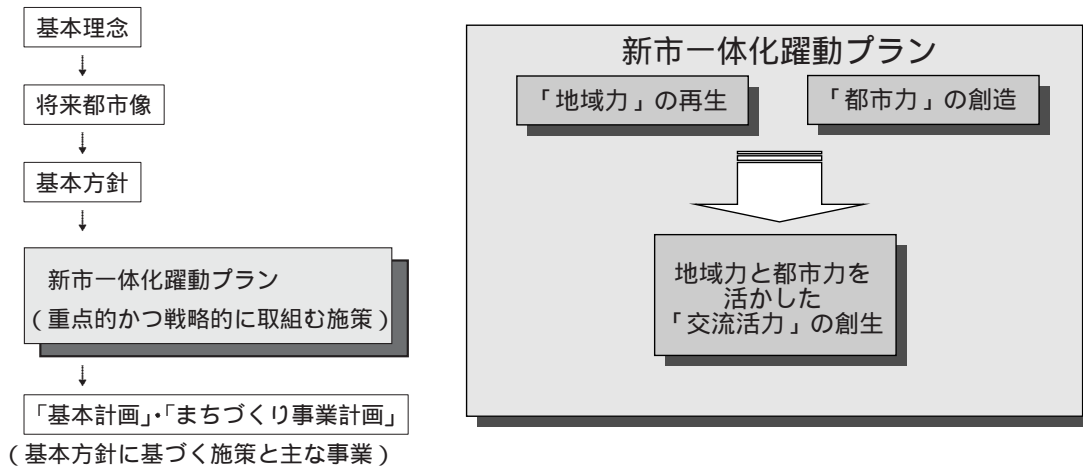 基本理念
将来都市像
基本方針
新市一体化躍動プラン
(重点的かつ戦略的に取組む施策)
「基本計画」・「まちづくり事業計画」
(基本方針に基づく施策と主な事業)
新市一体化躍動プラン
「地域力」の再生
「都市力」の創造
地域力と都市力を
活かした
「交流活力」の創生